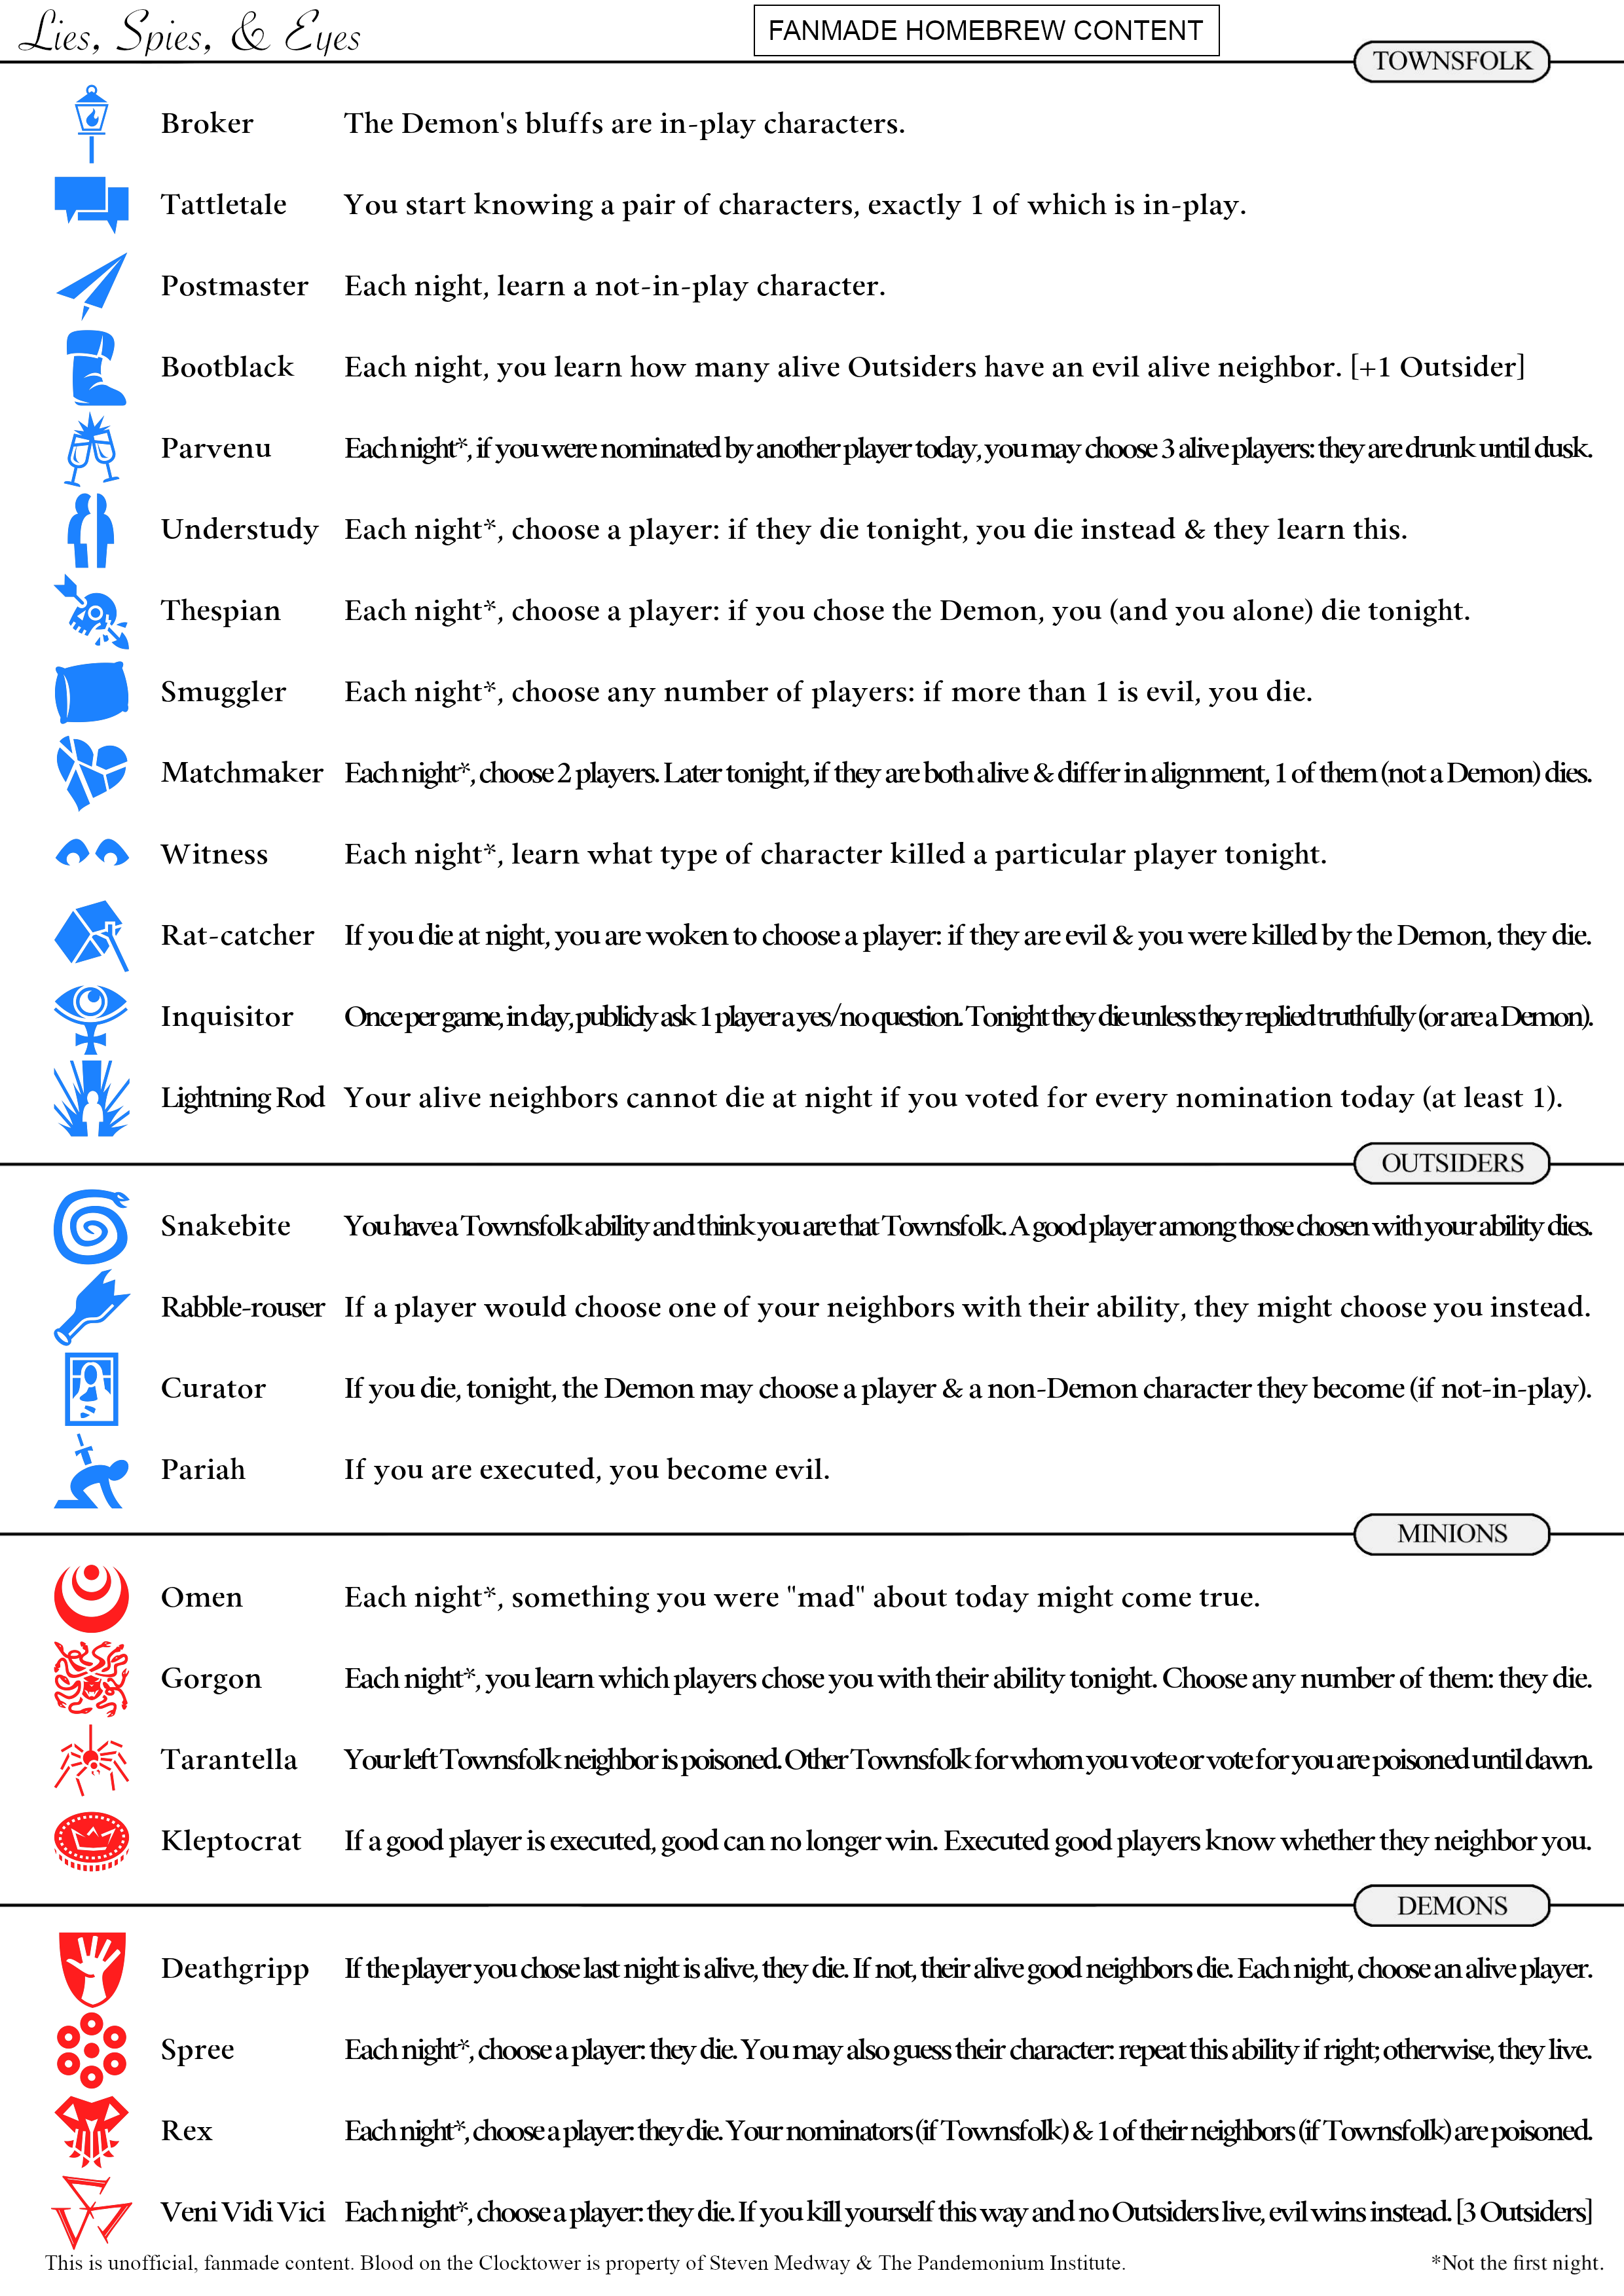 Lies, Spies, & Eyes
FANMADE HOMEBREW CONTENT
TOWNSFOLK
Broker The Demon's bluffs are in-play characters.
Tattletale You start knowing a pair of characters, exactly 1 of which is in-play.
Postmaster Each night, learn a not-in-play character.
Bootblack Each night, you learn how many alive Outsiders have an evil alive neighbor. [+1 Outsider]
Parvenu Each night*, if you were nominated by another player today, you may choose 3 alive players: they are drunk until dusk.
Understudy Each night*, choose a player: if they die tonight, you die instead & they learn this.
Thespian Each night*, choose a player: if you chose the Demon, you (and you alone) die tonight.
Smuggler Each night*, choose any number of players: if more than 1 is evil, you die.
Matchmaker Each night*, choose 2 players. Later tonight, if they are both alive & differ in alignment, 1 of them (not a Demon) dies.
Witness Each night*, learn what type of character killed a particular player tonight.
Rat-catcher If you die at night, you are woken to choose a player: if they are evil & you were killed by the Demon, they die.
Inquisitor Once per game, in day, publicly ask 1 player a yes/no question. Tonight they die unless they replied truthfully (or are a Demon).
Lightning Rod Your alive neighbors cannot die at night if you voted for every nomination today (at least 1).
OUTSIDERS
Snakebite You have a Townsfolk ability and think you are that Townsfolk. A good player among those chosen with your ability dies.
Rabble-rouser If a player would choose one of your neighbors with their ability, they might choose you instead.
Curator If you die, tonight, the Demon may choose a player & a non-Demon character they become (if not-in-play).
Pariah If you are executed, you become evil.
MINIONS
Omen Each night*, something you were "mad" about today might come true.
Gorgon Each night*, you learn which players chose you with their ability tonight. Choose any number of them: they die.
Tarantella Your left Townsfolk neighbor is poisoned. Other Townsfolk for whom you vote or vote for you are poisoned until dawn.
Kleptocrat If a good player is executed, good can no longer win. Executed good players know whether they neighbor you.
DEMONS
Deathgripp If the player you chose last night is alive, they die. If not, their alive good neighbors die. Each night, choose an alive player.
Spree Each night*, choose a player: they die. You may also guess their character: repeat this ability if right; otherwise, they live.
Rex Each night*, choose a player: they die. Your nominators (if Townsfolk) & 1 of their neighbors (if Townsfolk) are poisoned.
Veni Vidi Vici Each night*, choose a player: they die. If you kill yourself this way and no Outsiders live, evil wins instead. [3 Outsiders]
This is unofficial, fanmade content. Blood on the Clocktower is property of Steven Medway & The Pandemonium Institute.
*Not the first night.